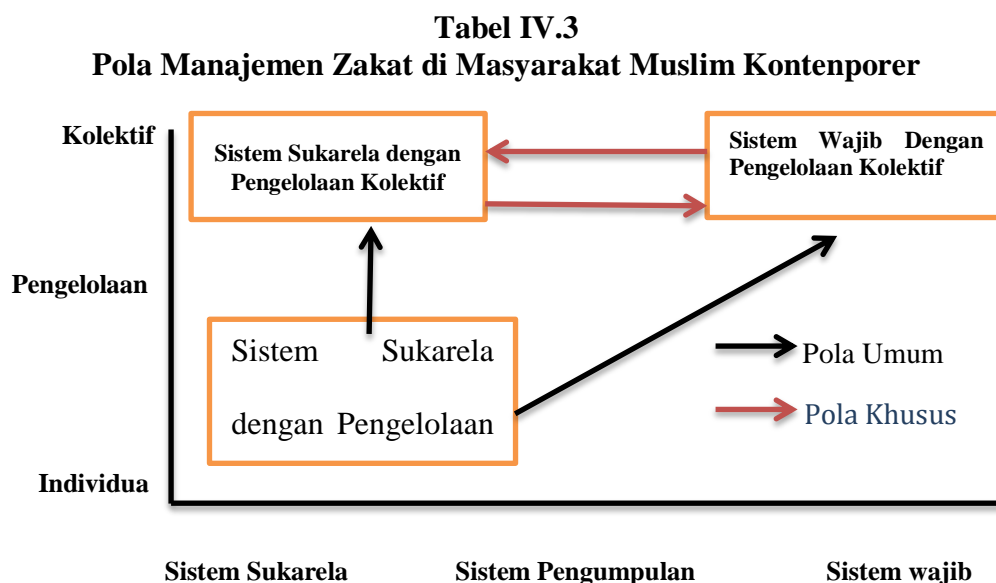 Tabel IV.3
Pola Manajemen Zakat di Masyarakat Muslim Kontenporer
Kolektif
Sistem Sukarela dengan
Pengelolaan Kolektif
Sistem Wajib Dengan
Pengelolaan Kolektif
Pengelolaan
Sistem Sukarela
dengan Pengelolaan
Pola Umum
Pola Khusus
Individua
Sistem Sukarela Sistem Pengumpulan Sistem wajib